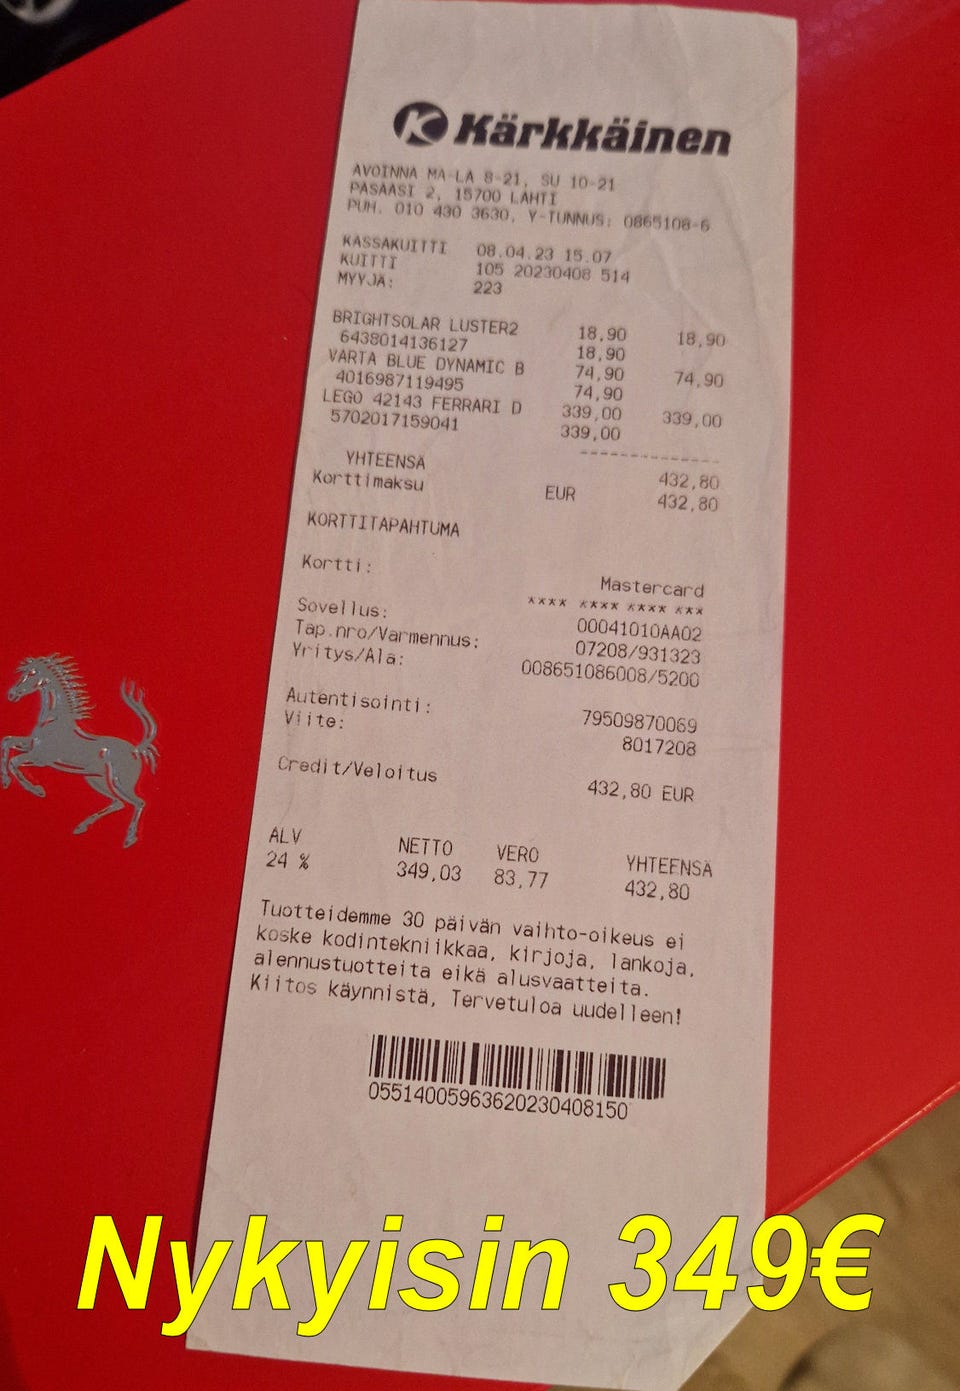 Kärkkäinen
AVOINNA MA-LA 8-21, SU 10-21
PASAASI 2, 15700 LAHTI
PUH. 010 430 3630, Y-TUNNUS: 0865108-6
KASSAKUITTI 08.04.23 15.07
KUITTI 105 20230408 514
MYYJÄ: 223
BRIGHTSOLAR LUSTER2 18,90 18,90
6438014136127 18,90
VARTA BLUE DYNAMIC B 74,90 74,90
4016987119495 74,90
LEGO 42143 FERRARI D 339,00 339,00
5702017159041 339,00
--------------
YHTEENSÄ 432,80
Korttimaksu EUR 432,80
KORTTITAPAHTUMA
Kortti: Mastercard
**** **** **** ***
Sovellus: 00041010AA02
Tap.nro/Varmennus: 07208/931323
Yritys/Ala: 008651086008/5200
Autentisointi: 79509870069
Viite: 8017208
Credit/Veloitus 432,80 EUR
ALV NETTO VERO YHTEENSÄ
24 % 349,03 83,77 432,80
Tuotteidemme 30 päivän vaihto-oikeus ei
koske kodintekniikkaa, kirjoja, lankoja,
alennustuotteita eikä alusvaatteita.
Kiitos käynnistä, Tervetuloa uudelleen!
05514005963620230408150
Nykyisin 349€